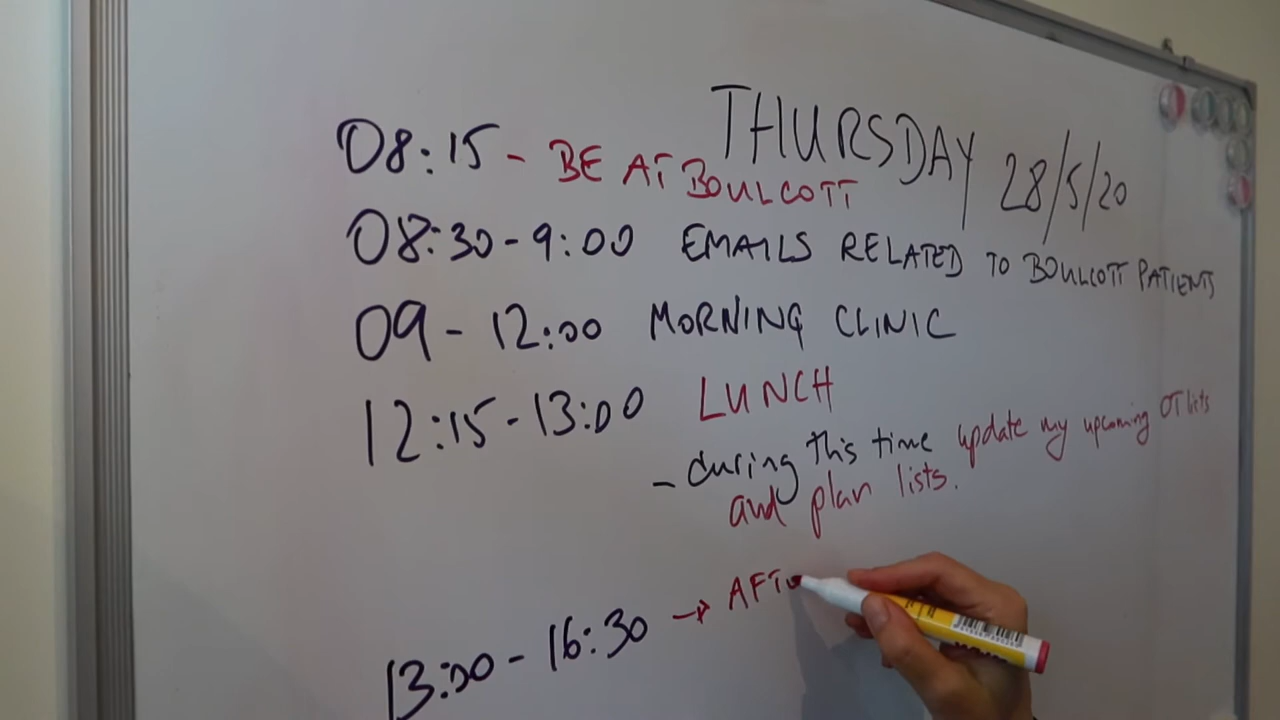 THURSDAY 28/5/20
08:15 - BE AT BOULCOTT
08:30-9:00 EMAILS RELATED TO BOULCOTT PATIENTS
09 - 12:00 MORNING CLINIC
12:15-13:00 LUNCH
- during this time update my upcoming OT lists
and plan lists.
13:00 - 16:30 → AFT